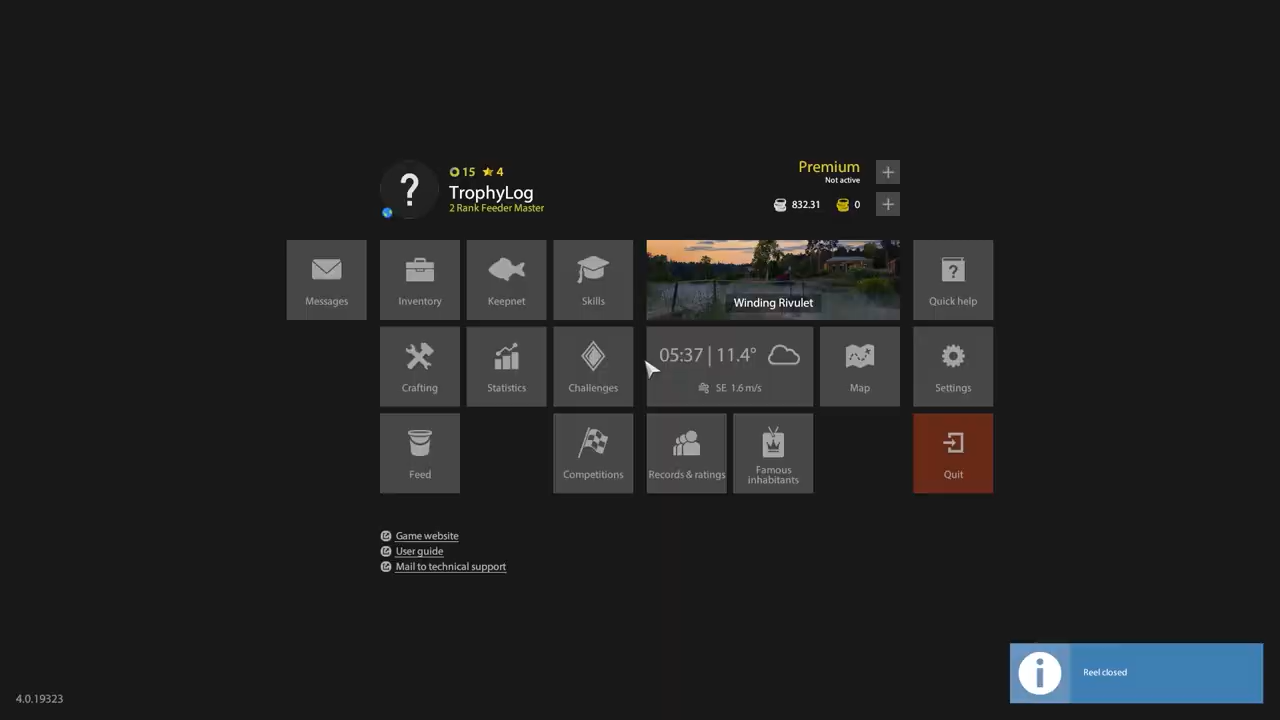 15 4
TrophyLog
2 Rank Feeder Master
Premium
Not active
832.31 0
Messages
Inventory
Keepnet
Skills
Winding Rivulet
Quick help
Crafting
Statistics
Challenges
05:37 | 11.4°
SE 1.6 m/s
Map
Settings
Feed
Competitions
Records & ratings
Famous
inhabitants
Quit
Game website
User guide
Mail to technical support
Reel closed
4.0.19323